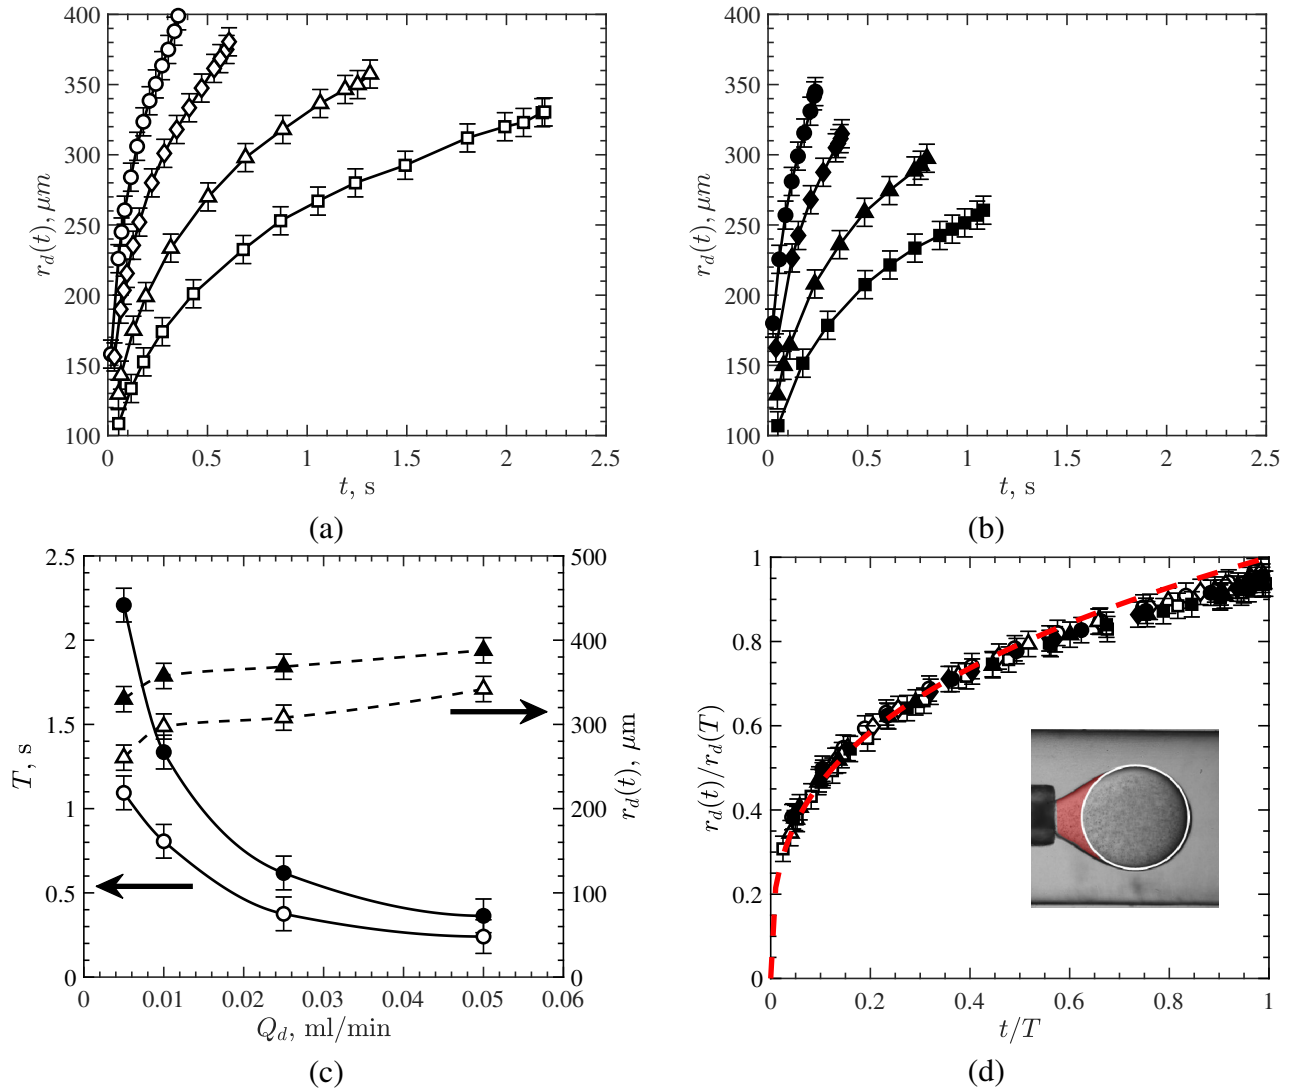 400
350
300
250
200
150
100
r_d(t), μm
0 0.5 1 1.5 2 2.5
t, s
(a)
400
350
300
250
200
150
100
r_d(t), μm
0 0.5 1 1.5 2 2.5
t, s
(b)
2.5
2
1.5
1
0.5
0
T, s
500
400
300
200
100
0
r_d(t), μm
0 0.01 0.02 0.03 0.04 0.05 0.06
Q_d, ml/min
(c)
1
0.8
0.6
0.4
0.2
0
r_d(t)/r_d(T)
0 0.2 0.4 0.6 0.8 1
t/T
(d)